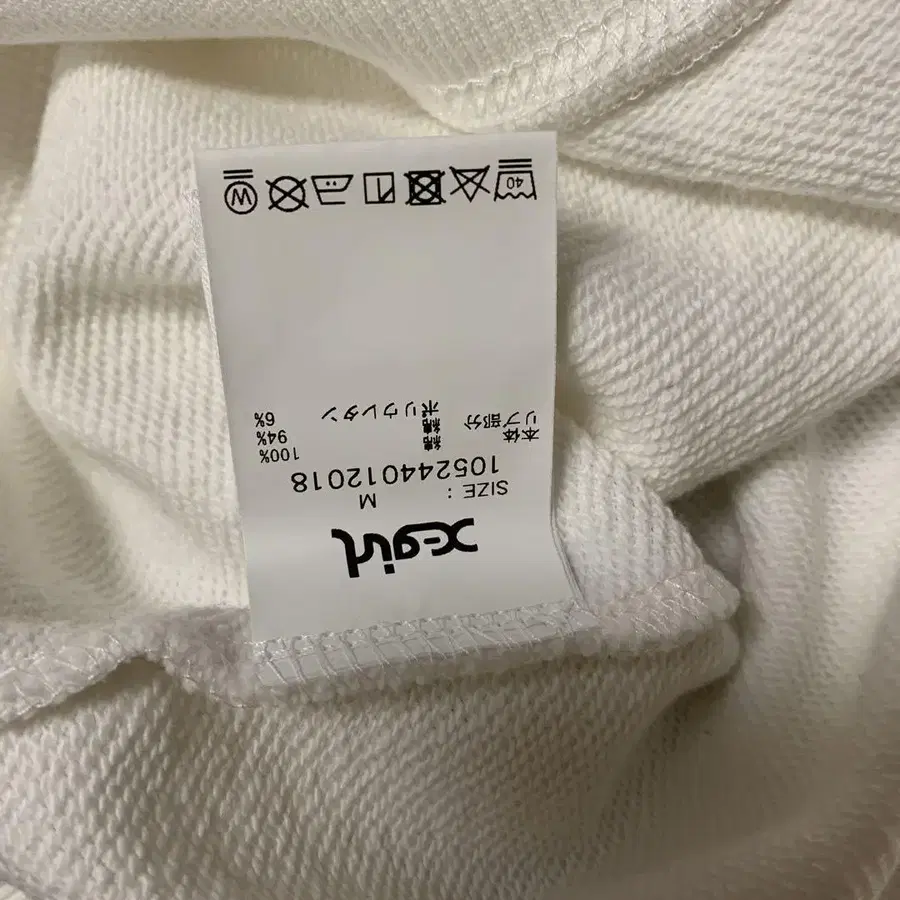 X-girl
SIZE : M
105244012018
本体 綿 100%
リブ部分 綿 94%
ポリウレタン 6%
40 W